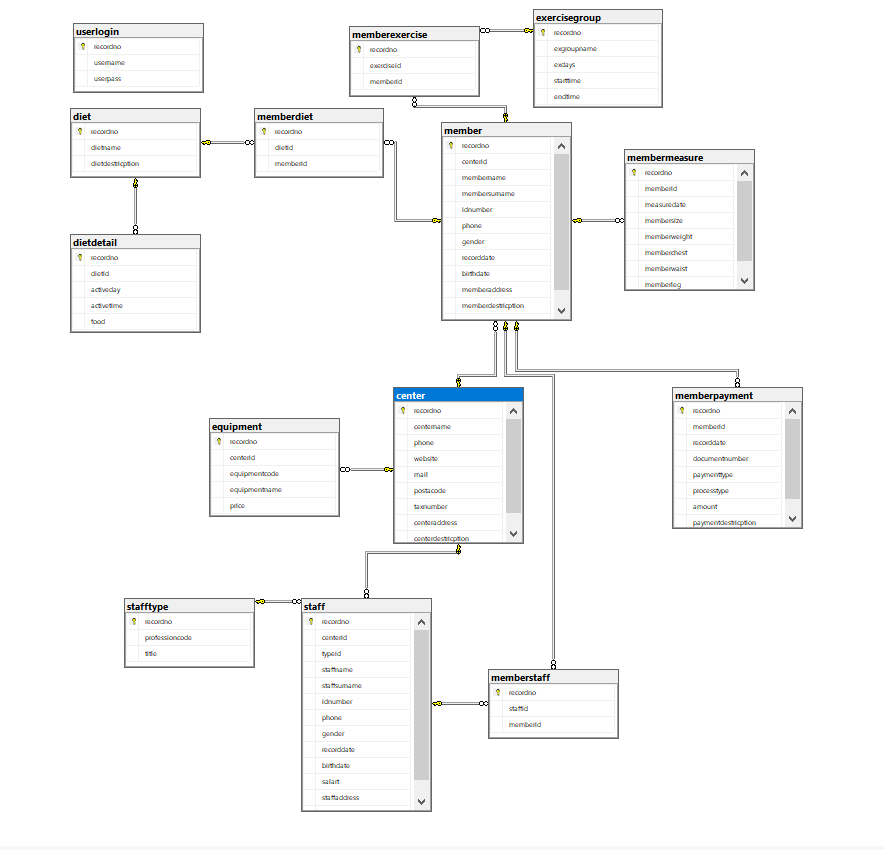 userlogin
recordno
username
userpass
memberexercise
recordno
exerciseid
memberid
exercisegroup
recordno
exgroupname
exdays
starttime
endtime
diet
recordno
dietname
dietdestricption
memberdiet
recordno
dietid
memberid
member
recordno
centerid
membername
membersurname
idnumber
phone
gender
recorddate
birthdate
memberaddress
memberdestricption
membermeasure
recordno
memberid
measuredate
membersize
memberweight
memberchest
memberwaist
memberleg
dietdetail
recordno
dietid
activeday
activetime
food
equipment
recordno
centerid
equipmentcode
equipmentname
price
center
recordno
centername
phone
website
mail
postacode
taxnumber
centeraddress
centerdestricption
memberpayment
recordno
memberid
recorddate
documentnumber
paymenttype
processtype
amount
paymentdestricption
stafftype
recordno
professioncode
title
staff
recordno
centerid
typeid
staffname
staffsurname
idnumber
phone
gender
recorddate
birthdate
salart
staffaddress
memberstaff
recordno
staffid
memberid